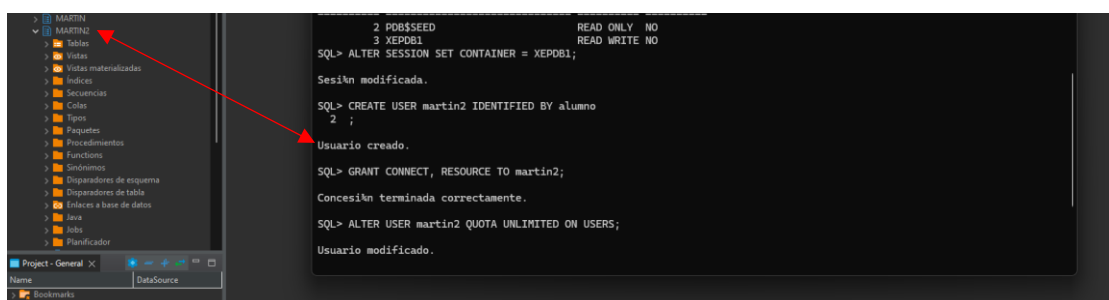 MARTIN
MARTIN2
Tablas
Vistas
Vistas materializadas
Indices
Secuencias
Colas
Tipos
Paquetes
Procedimientos
Functions
Sinónimos
Disparadores de esquema
Disparadores de tabla
Enlaces a base de datos
Java
Jobs
Planificador
Project - General
Name DataSource
Bookmarks
2 PDB$SEED READ ONLY NO
3 XEPDB1 READ WRITE NO
SQL> ALTER SESSION SET CONTAINER = XEPDB1;
Sesi¾n modificada.
SQL> CREATE USER martin2 IDENTIFIED BY alumno
2 ;
Usuario creado.
SQL> GRANT CONNECT, RESOURCE TO martin2;
Concesi¾n terminada correctamente.
SQL> ALTER USER martin2 QUOTA UNLIMITED ON USERS;
Usuario modificado.